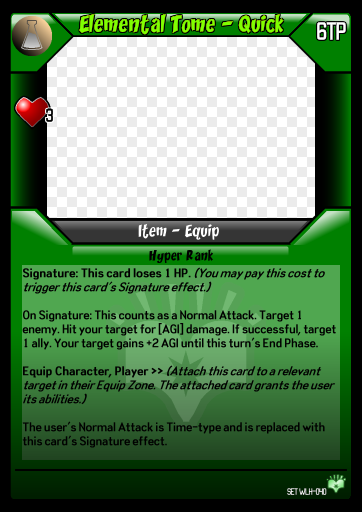 Elemental Tome - Quick
6TP
3
Item - Equip
Hyper Rank
Signature: This card loses 1 HP. (You may pay this cost to
trigger this card's Signature effect.)
On Signature: This counts as a Normal Attack. Target 1
enemy. Hit your target for [AGI] damage. If successful, target
1 ally. Your target gains +2 AGI until this turn's End Phase.
Equip Character, Player >> (Attach this card to a relevant
target in their Equip Zone. The attached card grants the user
its abilities.)
The user's Normal Attack is Time-type and is replaced with
this card's Signature effect.
SET WLH-040